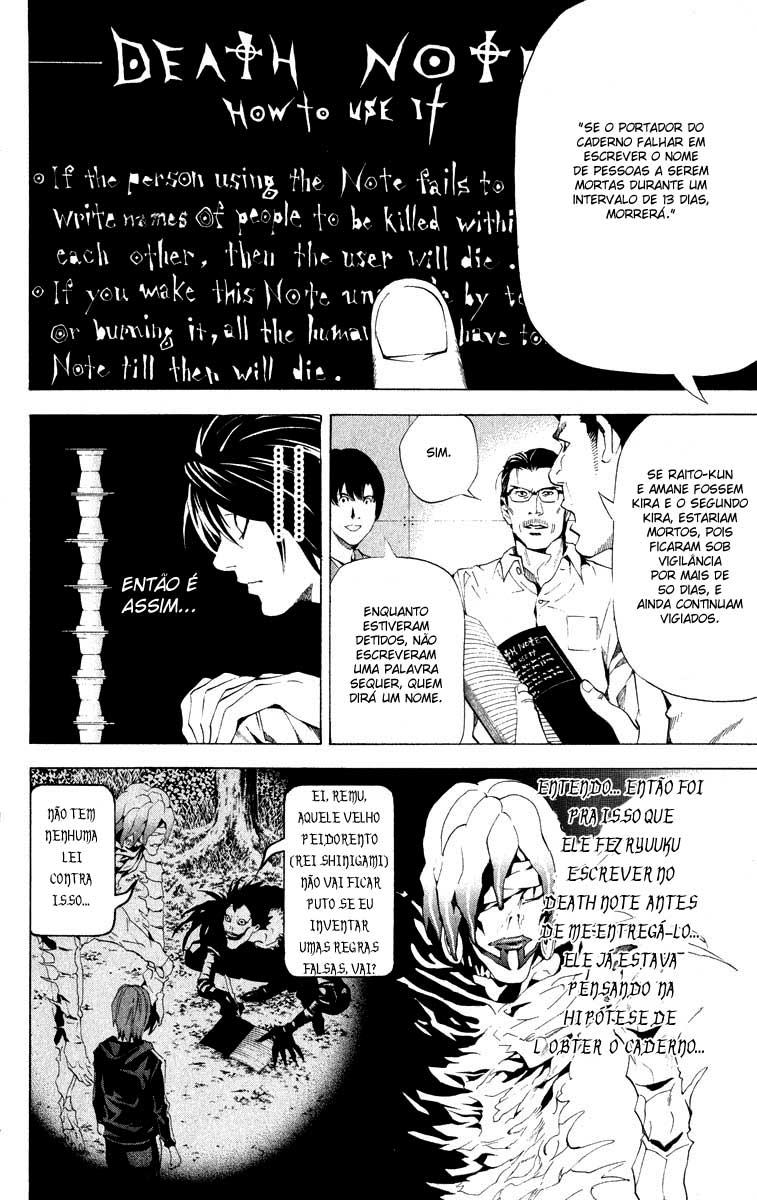 DEATH NOTE
HOW TO USE IT
If the person using the Note fails to
write names of people to be killed within
each other, then the user will die.
If you make this Note un by te
or burning it, all the human have to
Note till then will die.
"SE O PORTADOR DO
CADERNO FALHAR EM
ESCREVER O NOME
DE PESSOAS A SEREM
MORTAS DURANTE UM
INTERVALO DE 13 DIAS,
MORRERÁ."
SE RAITO-KUN
E AMANE FOSSEM
KIRA E O SEGUNDO
KIRA, ESTARIAM
MORTOS, POIS
FICARAM SOB
VIGILÂNCIA
POR MAIS DE
50 DIAS, E
AINDA CONTINUAM
VIGIADOS.
SIM.
ENQUANTO
ESTIVERAM
DETIDOS, NÃO
ESCREVERAM
UMA PALAVRA
SEQUER, QUEM
DIRÁ UM NOME.
ENTÃO É
ASSIM...
ENTENDO... ENTÃO FOI
PRA ISSO QUE
ELE FEZ RYUUKU
ESCREVER NO
DEATH NOTE ANTES
DE ME ENTREGÁ-LO...
ELE JÁ ESTAVA
PENSANDO NA
HIPÓTESE DE
L OBTER O CADERNO...
EI, REMU,
AQUELE VELHO
PEIDORENTO
(REI SHINIGAMI)
NÃO VAI FICAR
PUTO SE EU
INVENTAR
UMAS REGRAS
FALSAS, VAI?
NÃO TEM
NENHUMA
LEI
CONTRA
ISSO...